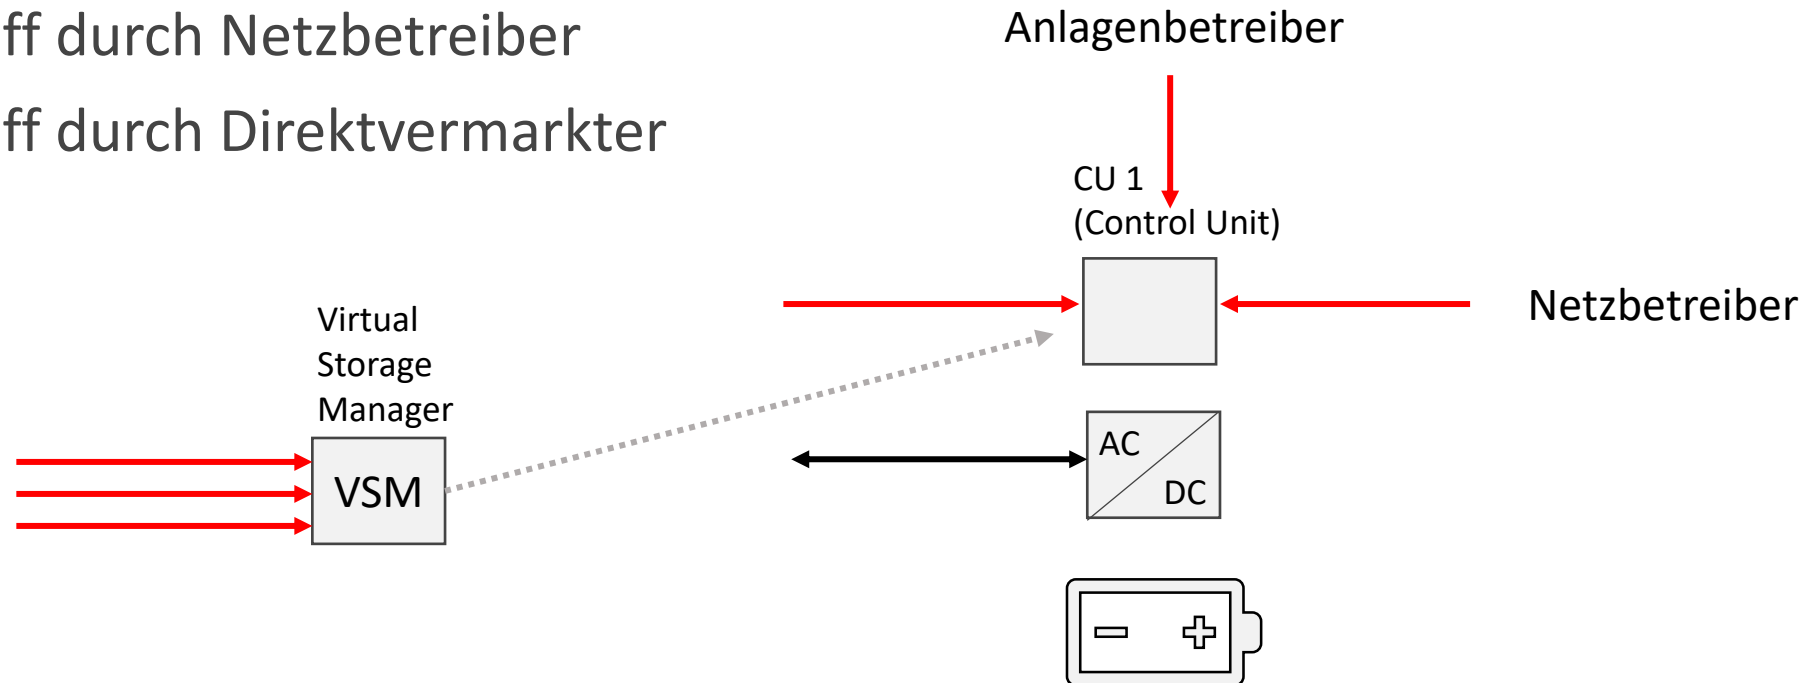 ff durch Netzbetreiber
ff durch Direktvermarkter
Anlagenbetreiber
CU 1
(Control Unit)
Netzbetreiber
Virtual
Storage
Manager
VSM
AC
DC